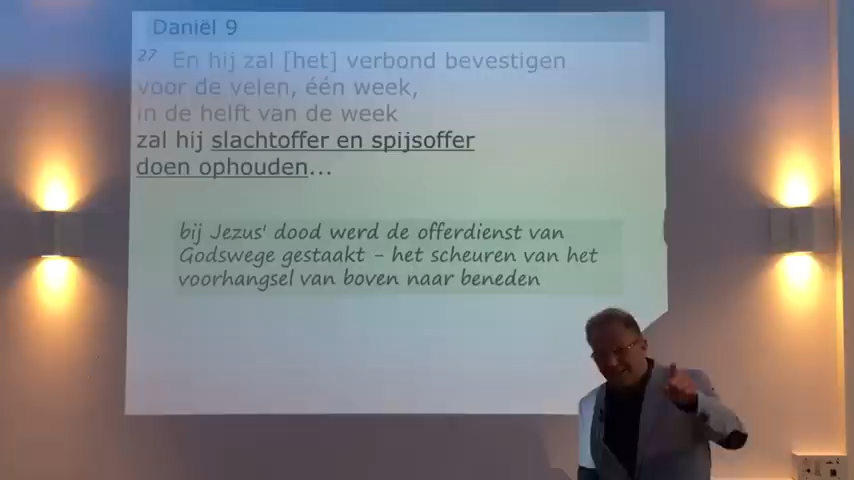 Daniël 9
27 En hij zal [het] verbond bevestigen
voor de velen, één week,
in de helft van de week
zal hij slachtoffer en spijsoffer
doen ophouden...
bij Jezus' dood werd de offerdienst van
Godswege gestaakt – het scheuren van het
voorhangsel van boven naar beneden